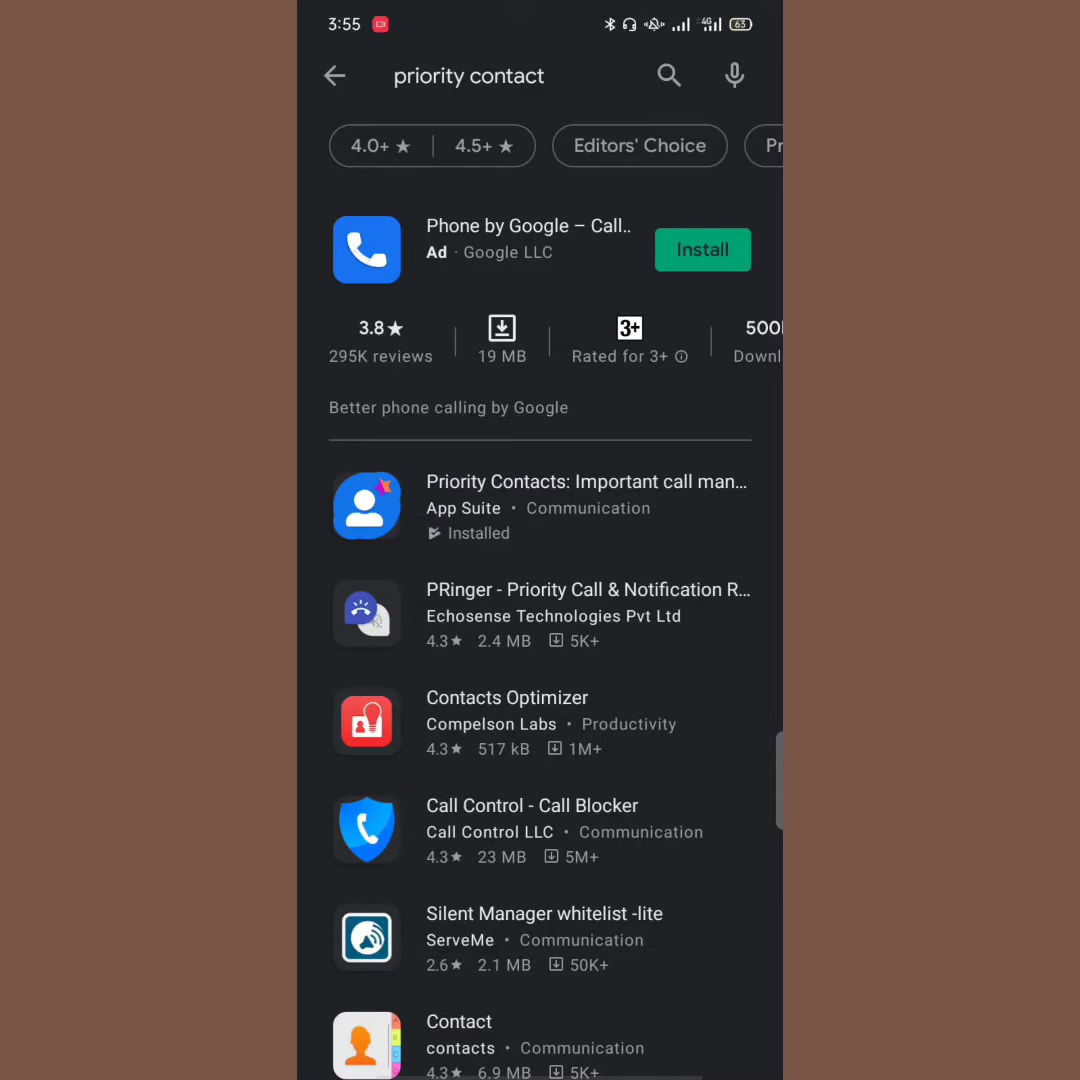 3:55
4G 63
priority contact
4.0+ ★ 4.5+ ★ Editors' Choice Pr
Phone by Google – Call..
Ad · Google LLC
Install
3.8★ 3+ 500
295K reviews 19 MB Rated for 3+ Downl
Better phone calling by Google
Priority Contacts: Important call man...
App Suite • Communication
Installed
PRinger - Priority Call & Notification R...
Echosense Technologies Pvt Ltd
4.3★ 2.4 MB 5K+
Contacts Optimizer
Compelson Labs • Productivity
4.3★ 517 kB 1M+
Call Control - Call Blocker
Call Control LLC • Communication
4.3★ 23 MB 5M+
Silent Manager whitelist -lite
ServeMe • Communication
2.6★ 2.1 MB 50K+
Contact
contacts • Communication
4.3★ 6.9 MB 5K+